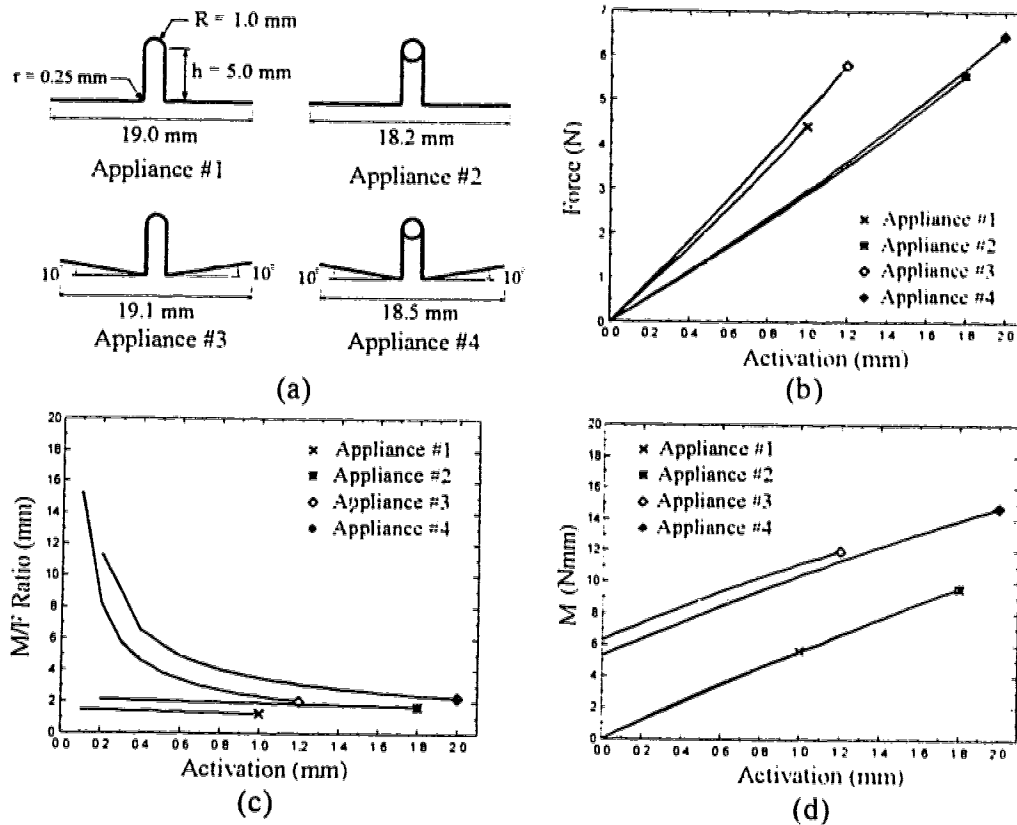 R = 1.0 mm
h = 5.0 mm
r = 0.25 mm
19.0 mm
Appliance #1
18.2 mm
Appliance #2
10° 10°
19.1 mm
Appliance #3
10° 10°
18.5 mm
Appliance #4
(a)
7
6
5
4
3
2
1
0
Force (N)
Appliance #1
Appliance #2
Appliance #3
Appliance #4
0.0 0.2 0.4 0.6 0.8 1.0 1.2 1.4 1.6 1.8 2.0
Activation (mm)
(b)
20
18
16
14
12
10
8
6
4
2
0
M/F Ratio (mm)
Appliance #1
Appliance #2
Appliance #3
Appliance #4
0.0 0.2 0.4 0.6 0.8 1.0 1.2 1.4 1.6 1.8 2.0
Activation (mm)
(c)
20
18
16
14
12
10
8
6
4
2
0
M (Nmm)
Appliance #1
Appliance #2
Appliance #3
Appliance #4
0.0 0.2 0.4 0.6 0.8 1.0 1.2 1.4 1.6 1.8 2.0
Activation (mm)
(d)